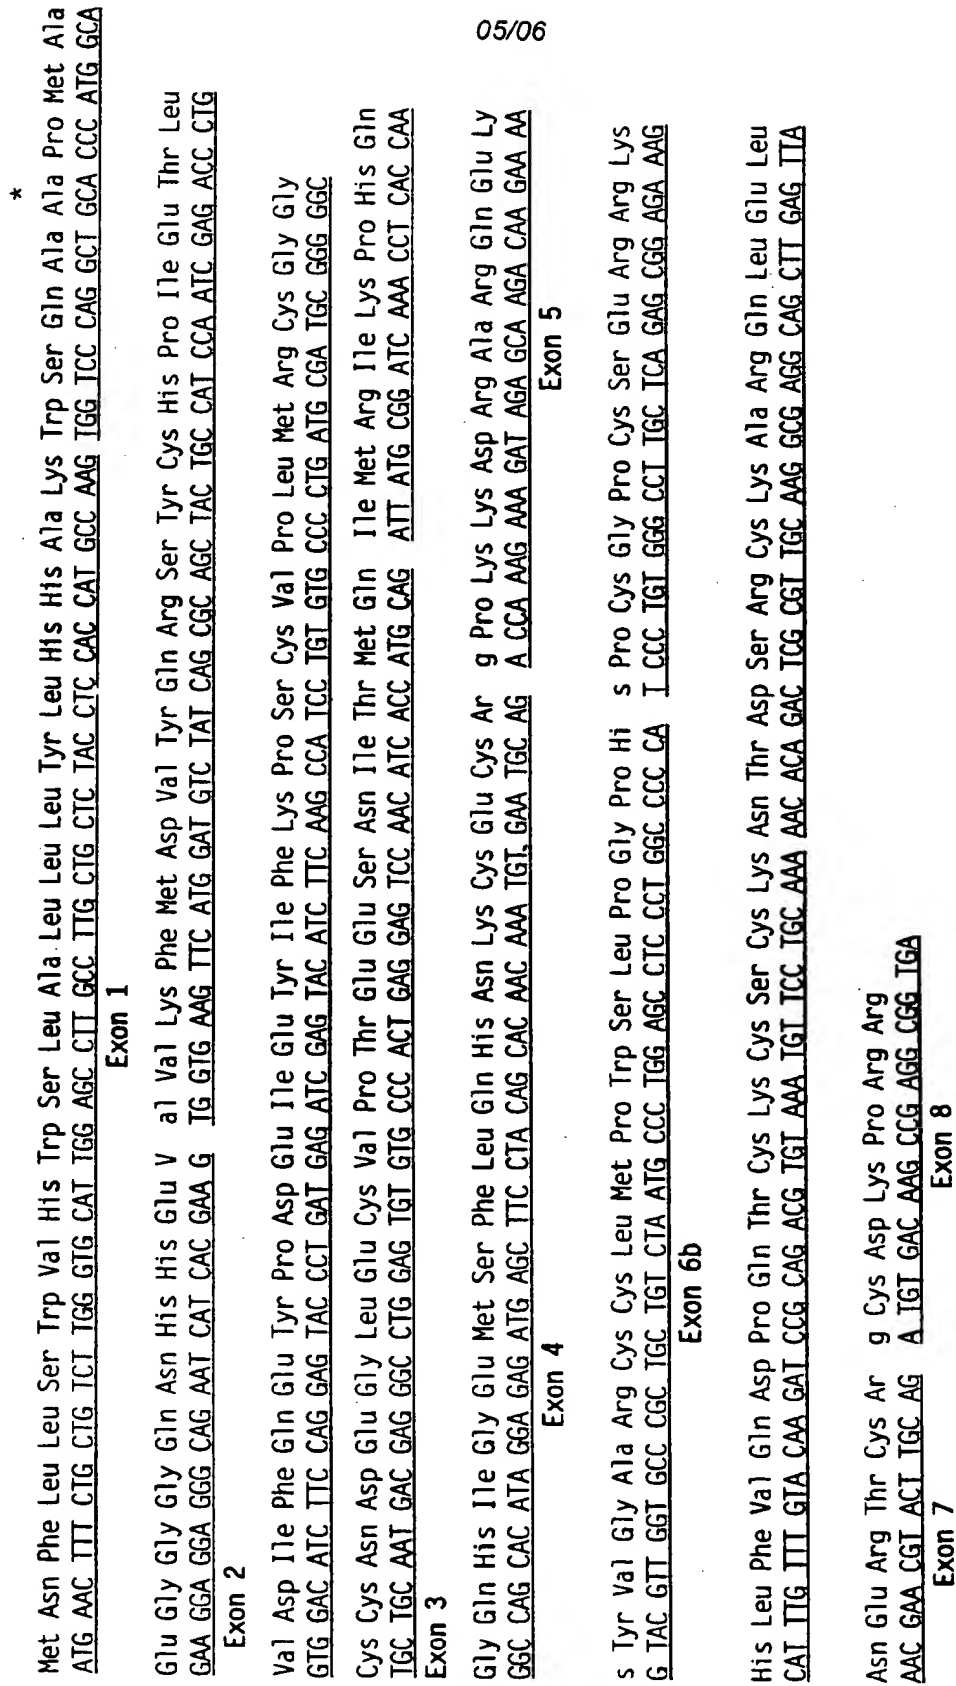 05/06
*
Met Asn Phe Leu Leu Ser Trp Val His Trp Ser Leu Ala Leu Leu Leu Tyr Leu His His Ala Lys Trp Ser Gln Ala Ala Pro Met Ala
ATG AAC TTT CTG CTG TCT TGG GTG CAT TGG AGC CTT GCC TTG CTG CTC TAC CTC CAC CAT GCC AAG TGG TCC CAG GCT GCA CCC ATG GCA
Exon 1
Glu Gly Gly Gly Gln Asn His His Glu V al Val Lys Phe Met Asp Val Tyr Gln Arg Ser Tyr Cys His Pro Ile Glu Thr Leu
GAA GGA GGG CAG AAT CAT CAC GAA G TG GTG AAG TTC ATG GAT GTC TAT CAG CGC AGC TAC TGC CAT CCA ATC GAG ACC CTG
Exon 2
Val Asp Ile Phe Gln Glu Tyr Pro Asp Glu Ile Glu Tyr Ile Phe Lys Pro Ser Cys Val Pro Leu Met Arg Cys Gly Gly
GTG GAC ATC TTC CAG GAG TAC CCT GAT GAG ATC GAG TAC ATC TTC AAG CCA TCC TGT GTG CCC CTG ATG CGA TGC GGG GGC
Cys Cys Asn Asp Glu Gly Leu Glu Cys Val Pro Thr Glu Glu Ser Asn Ile Thr Met Gln Ile Met Arg Ile Lys Pro His Gln
TGC TGC AAT GAC GAG GGC CTG GAG TGT GTG CCC ACT GAG GAG TCC AAC ATC ACC ATG CAG ATT ATG CGG ATC AAA CCT CAC CAA
Exon 3
Gly Gln His Ile Gly Glu Met Ser Phe Leu Gln His Asn Lys Cys Glu Cys Ar g Pro Lys Lys Asp Arg Ala Arg Gln Glu Ly
GGC CAG CAC ATA GGA GAG ATG AGC TTC CTA CAG CAC AAC AAA TGT GAA TGC AG A CCA AAG AAA GAT AGA GCA AGA CAA GAA AA
Exon 4 Exon 5
s Tyr Val Gly Ala Arg Cys Cys Leu Met Pro Trp Ser Leu Pro Gly Pro Hi s Pro Cys Gly Pro Cys Ser Glu Arg Arg Lys
G TAC GTT GGT GCC CGC TGC TGT CTA ATG CCC TGG AGC CTC CCT GGC CCC CA T CCC TGT GGG CCT TGC TCA GAG CGG AGA AAG
Exon 6b
His Leu Phe Val Gln Asp Pro Gln Thr Cys Lys Cys Ser Cys Lys Asn Thr Asp Ser Arg Cys Lys Ala Arg Gln Leu Glu Leu
CAT TTG TTT GTA CAA GAT CCG CAG ACG TGT AAA TGT TCC TGC AAA AAC ACA GAC TCG CGT TGC AAG GCG AGG CAG CTT GAG TTA
Asn Glu Arg Thr Cys Ar g Cys Asp Lys Pro Arg Arg
AAC GAA CGT ACT TGC AG A TGT GAC AAG CCG AGG CGG TGA
Exon 7 Exon 8